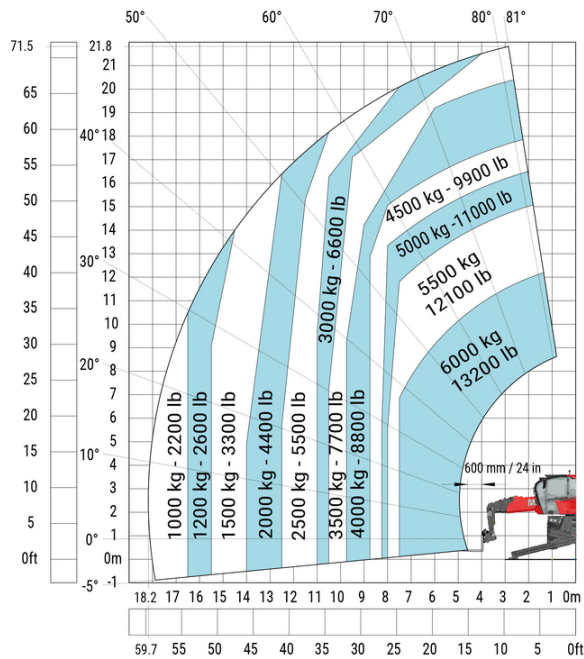 50° 60° 70° 80° 81°
71.5 21.8
21
65 20
19
60 40° 18
17
55
16
50 15
14
45
13
30°
40 12
11
35
10
30 9
8
25 20°
7
20 6
5
15 10°
4
10 3
2
5
1
0°
0ft 0m
-5° -1
1000 kg - 2200 lb
1200 kg - 2600 lb
1500 kg - 3300 lb
2000 kg - 4400 lb
2500 kg - 5500 lb
3000 kg - 6600 lb
3500 kg - 7700 lb
4000 kg - 8800 lb
4500 kg - 9900 lb
5000 kg -11000 lb
5500 kg
12100 lb
6000 kg
13200 lb
600 mm / 24 in
18.2 17 16 15 14 13 12 11 10 9 8 7 6 5 4 3 2 1 0m
59.7 55 50 45 40 35 30 25 20 15 10 5 0ft